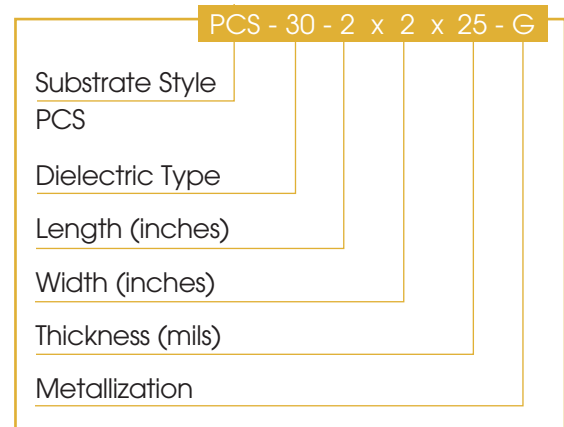 PCS - 30 - 2 x 2 x 25 - G
Substrate Style
PCS
Dielectric Type
Length (inches)
Width (inches)
Thickness (mils)
Metallization